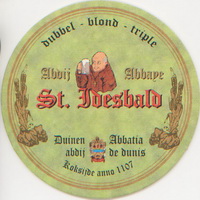 dubbel - blond - triple
Abdij Abbaye
St. Idesbald
Duinen Abbatia
abdij de dunis
Koksijde anno 1107